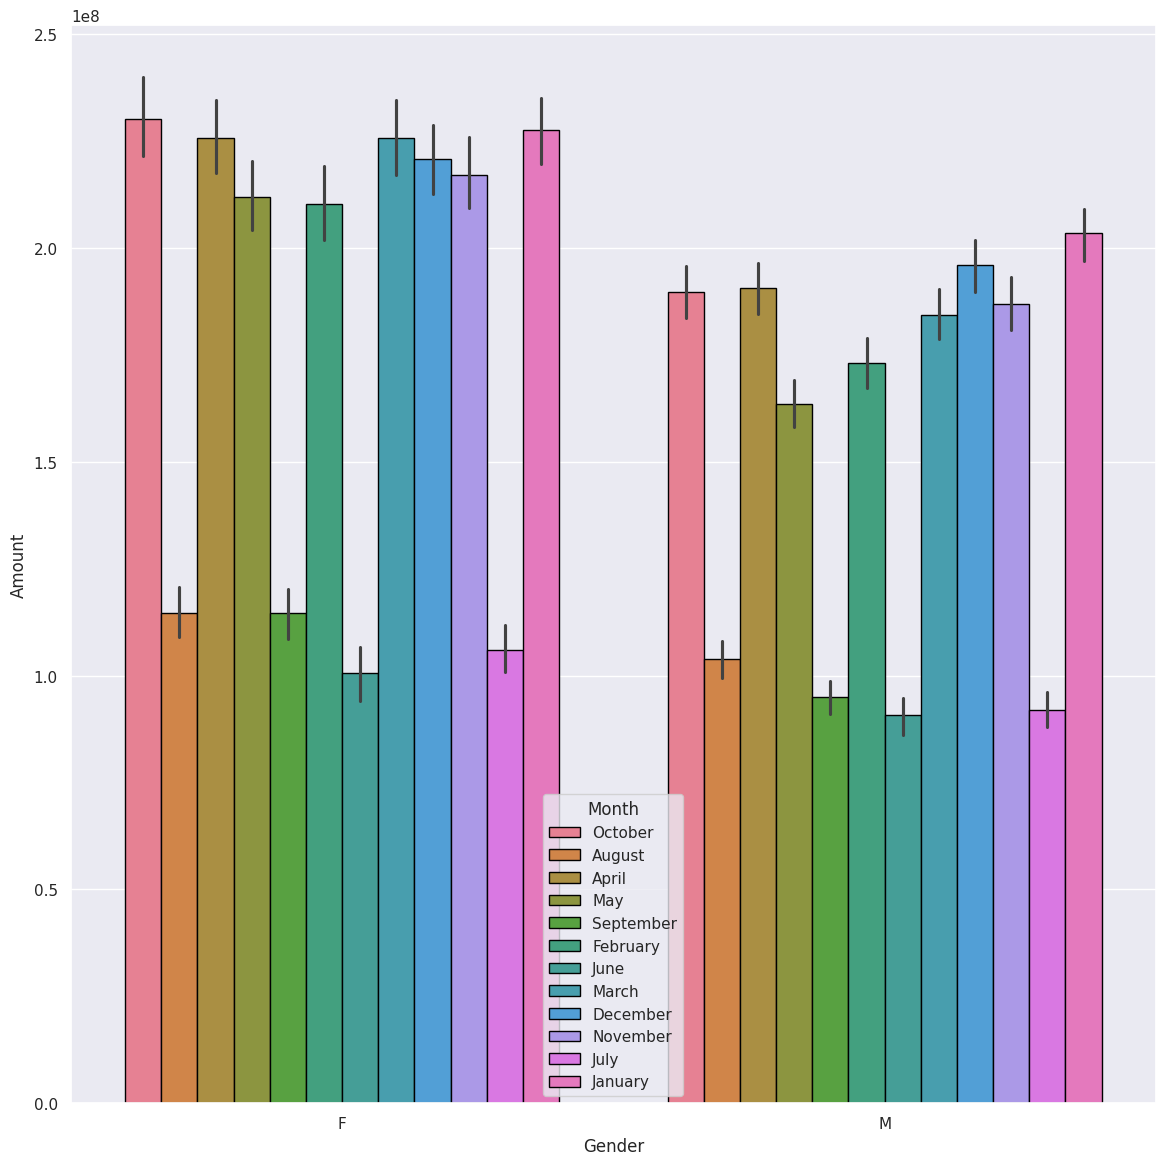 1e8
2.5
2.0
1.5
1.0
0.5
0.0
Amount
Month
October
August
April
May
September
February
June
March
December
November
July
January
F
M
Gender